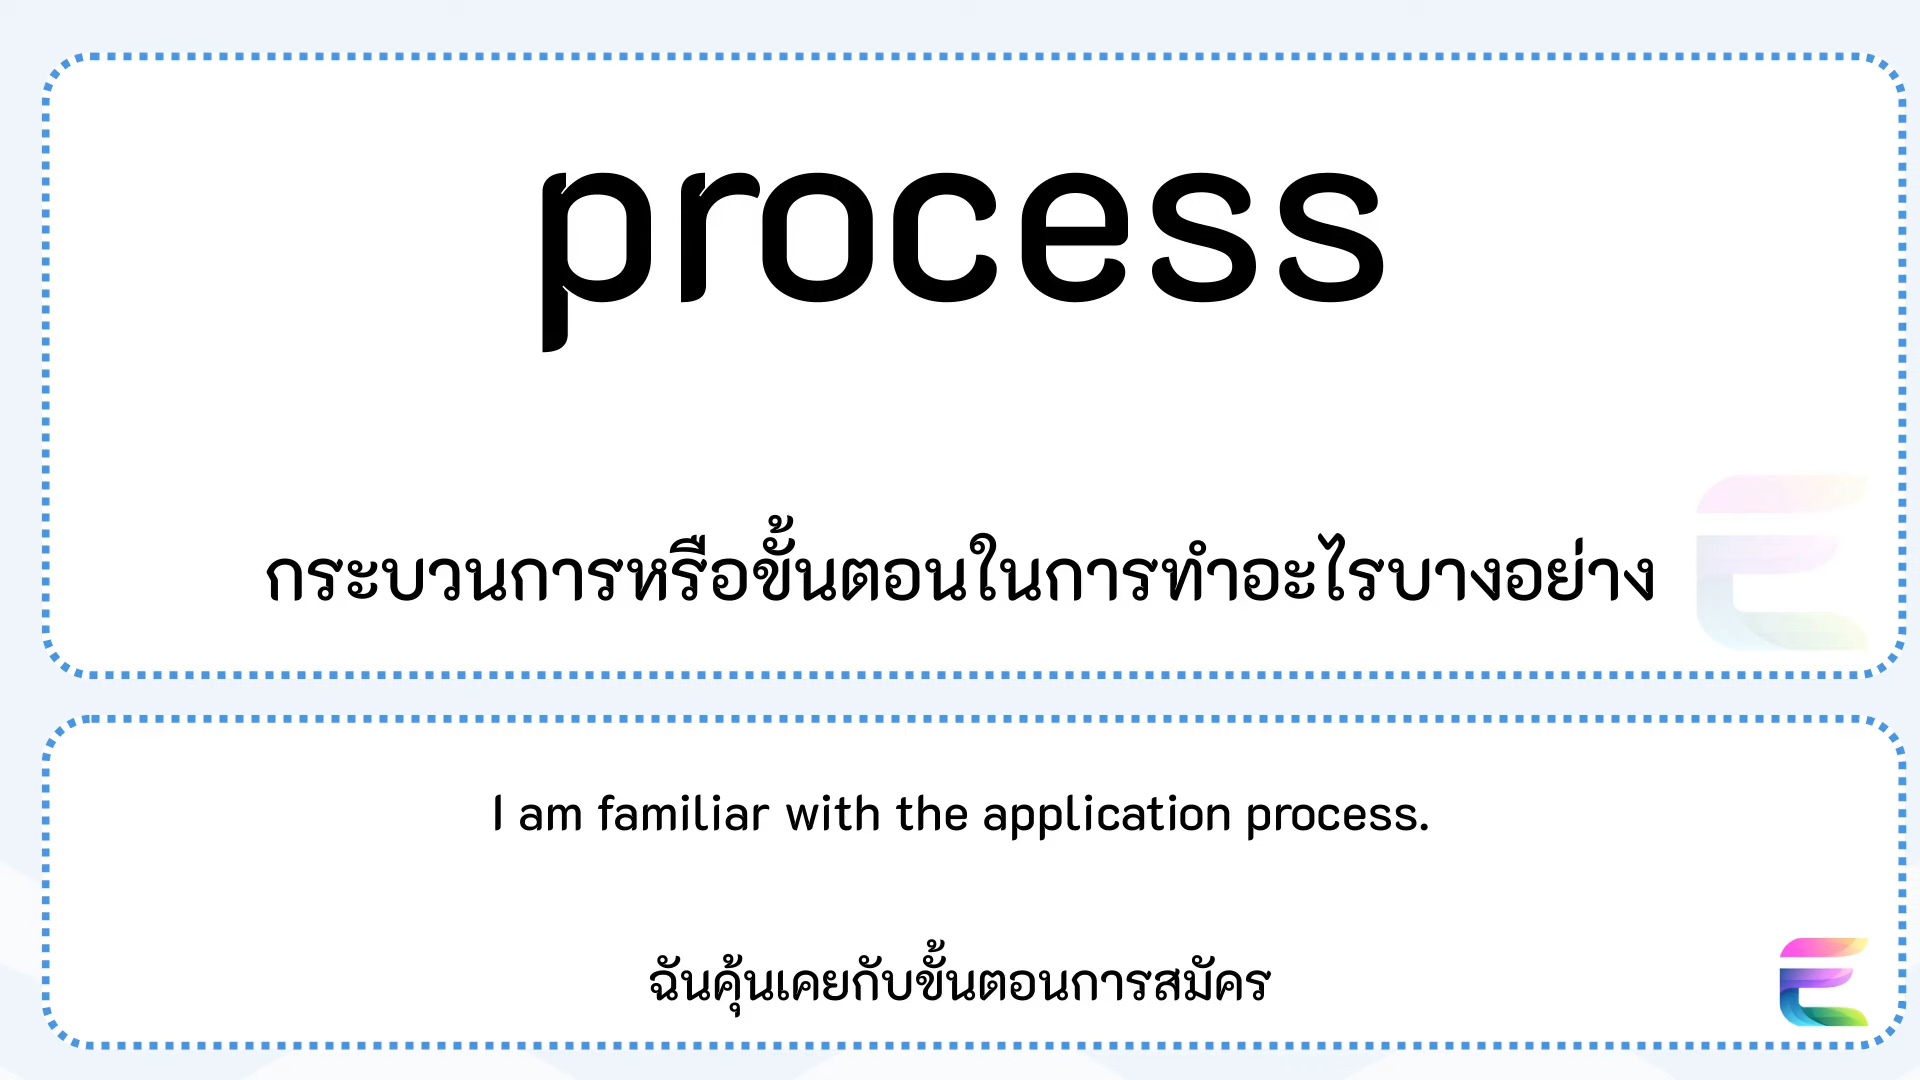 process
กระบวนการหรือขั้นตอนในการทำอะไรบางอย่าง
I am familiar with the application process.
ฉันคุ้นเคยกับขั้นตอนการสมัคร